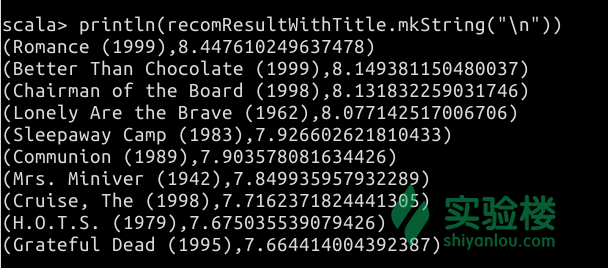 scala> println(recomResultWithTitle.mkString("\n"))
(Romance (1999),8.447610249637478)
(Better Than Chocolate (1999),8.149381150480037)
(Chairman of the Board (1998),8.131832259031746)
(Lonely Are the Brave (1962),8.077142517006706)
(Sleepaway Camp (1983),7.926602621810433)
(Communion (1989),7.903578081634426)
(Mrs. Miniver (1942),7.849935957932289)
(Cruise, The (1998),7.7162371824441305)
(H.O.T.S. (1979),7.675035539079426)
(Grateful Dead (1995),7.664414004392387)
实验楼
shiyanlou.com